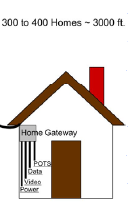 300 to 400 Homes ~ 3000 ft.
Home Gateway
POTS
Data
Video
Power